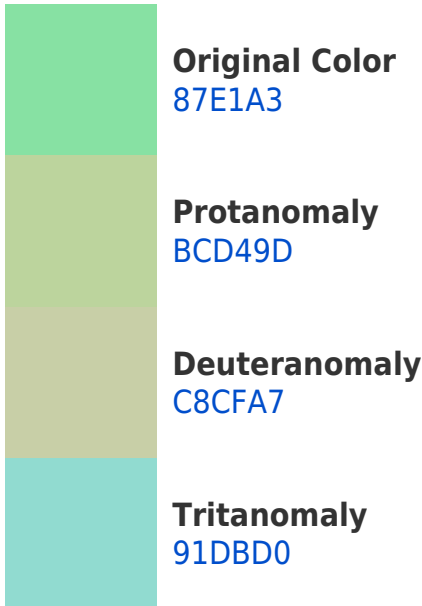 Original Color
87E1A3
Protanomaly
BCD49D
Deuteranomaly
C8CFA7
Tritanomaly
91DBD0